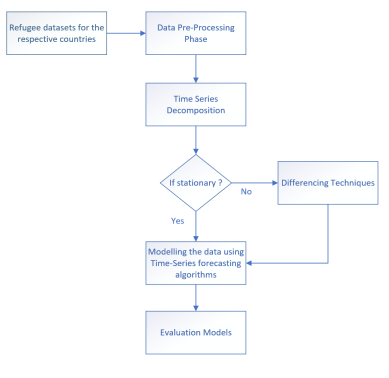 Refugee datasets for the
respective countries
Data Pre-Processing
Phase
Time Series
Decomposition
If stationary ?
No
Differencing Techniques
Yes
Modelling the data using
Time-Series forecasting
algorithms
Evaluation Models